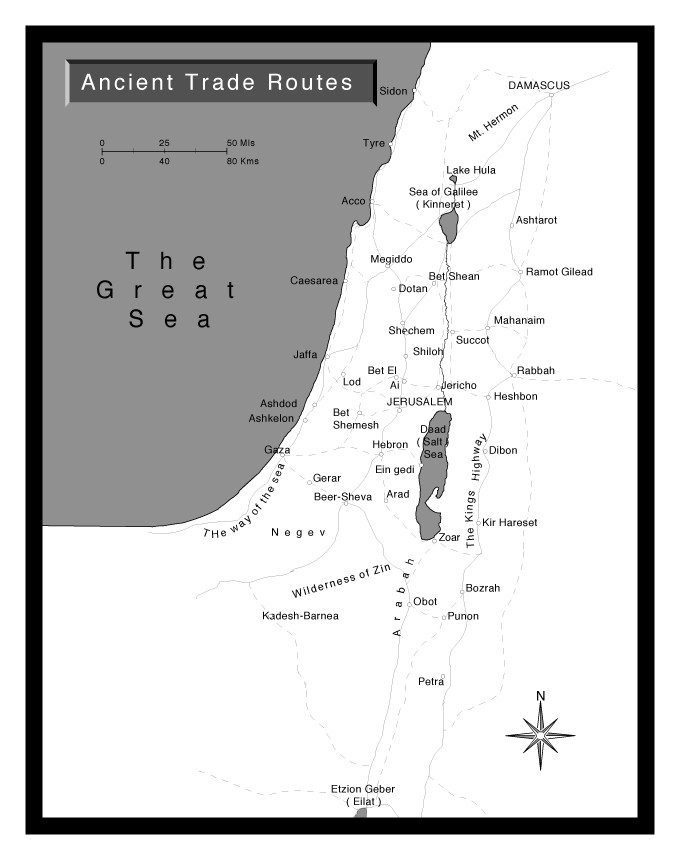 Ancient Trade Routes
0 25 50 Mls
0 40 80 Kms
DAMASCUS
Sidon
Mt. Hermon
Tyre
Lake Hula
Sea of Galilee
( Kinneret )
Acco
Ashtarot
The
Great
Sea
Megiddo
Ramot Gilead
Bet Shean
Caesarea
Dotan
Mahanaim
Shechem
Succot
Shiloh
Jaffa
Bet El
Rabbah
Lod
Ai
Jericho
Heshbon
JERUSALEM
Ashdod
Bet
Shemesh
Ashkelon
Dead
( Salt )
Sea
Hebron
Gaza
Dibon
The Kings Highway
Ein gedi
Gerar
THe way of the sea
Arad
Beer-Sheva
Kir Hareset
Negev
Zoar
Wilderness of Zin
Arabah
Bozrah
Obot
Kadesh-Barnea
Punon
Petra
N
Etzion Geber
( Eilat )